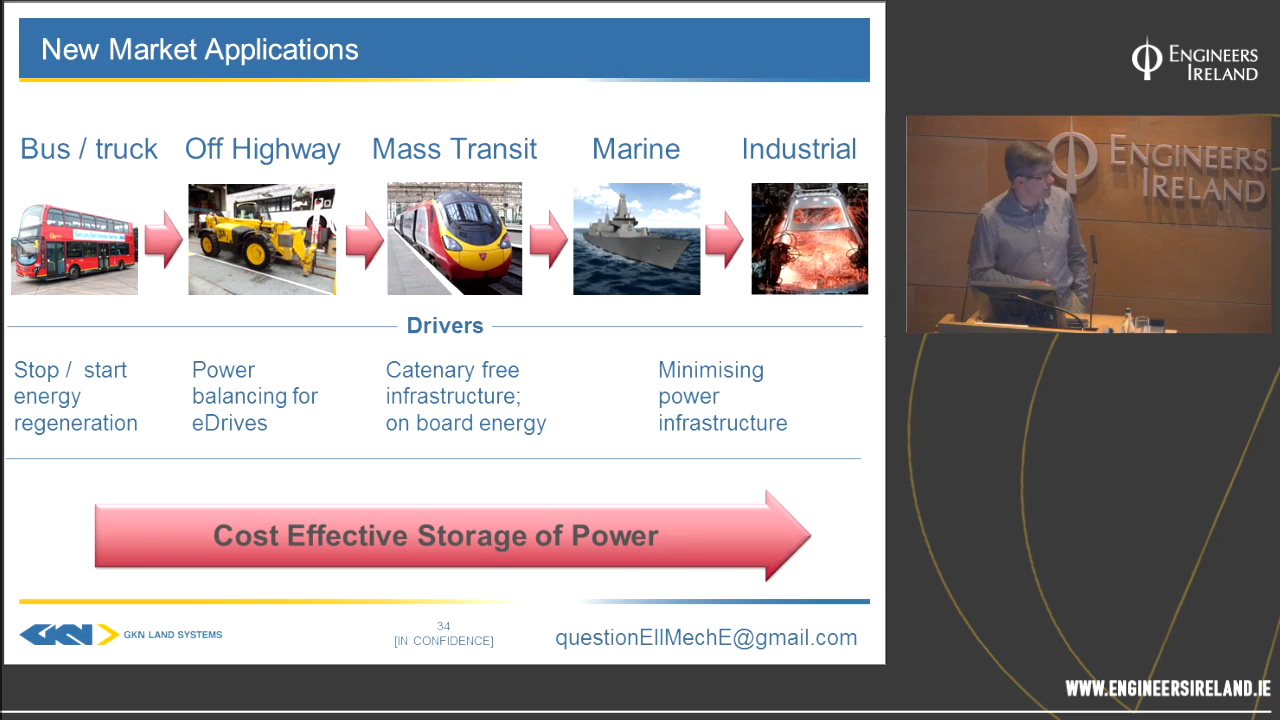 New Market Applications
Bus / truck
Off Highway
Mass Transit
Marine
Industrial
Drivers
Stop / start
energy
regeneration
Power
balancing for
eDrives
Catenary free
infrastructure;
on board energy
Minimising
power
infrastructure
Cost Effective Storage of Power
GKN
GKN LAND SYSTEMS
34
[IN CONFIDENCE]
questionEIIMechE@gmail.com
ENGINEERS
IRELAND
ENGINEERS
IRELAND
WWW.ENGINEERSIRELAND.IE